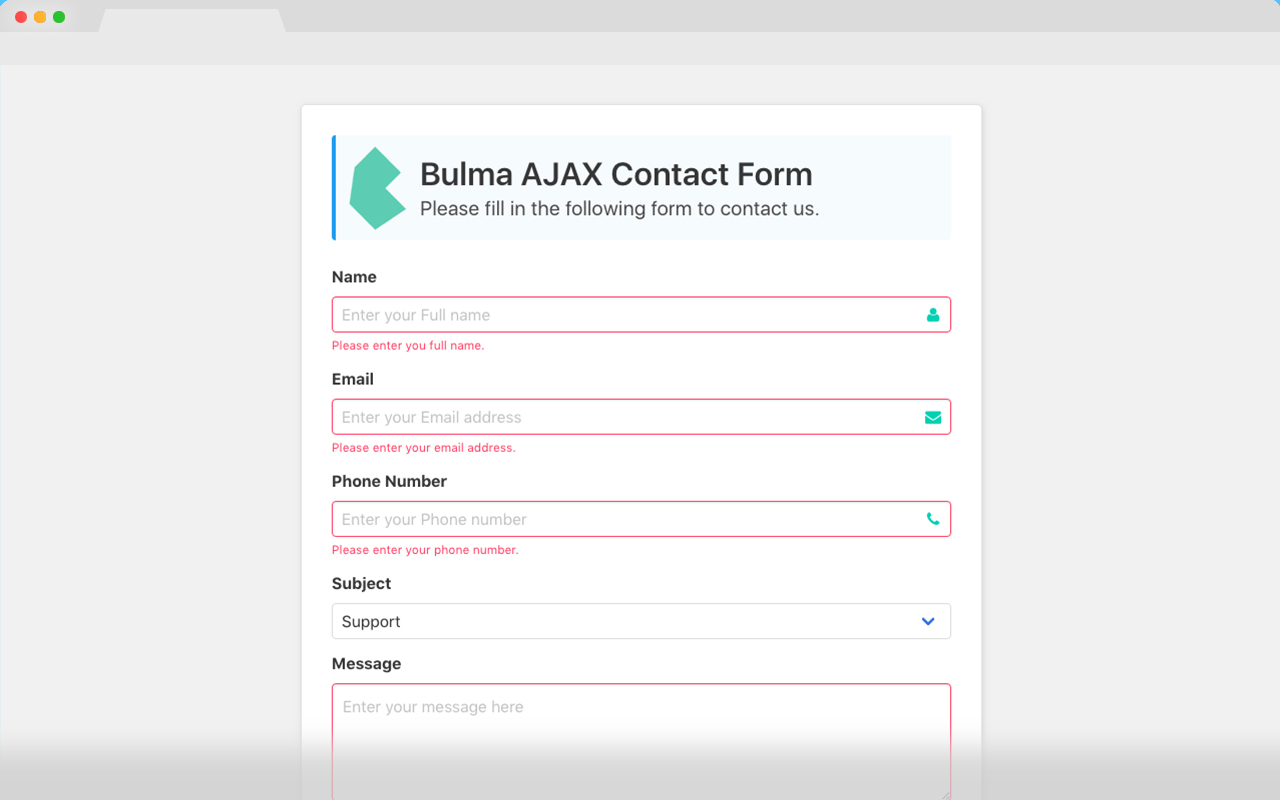 Bulma AJAX Contact Form
Please fill in the following form to contact us.
Name
Enter your Full name
Please enter you full name.
Email
Enter your Email address
Please enter your email address.
Phone Number
Enter your Phone number
Please enter your phone number.
Subject
Support
Message
Enter your message here